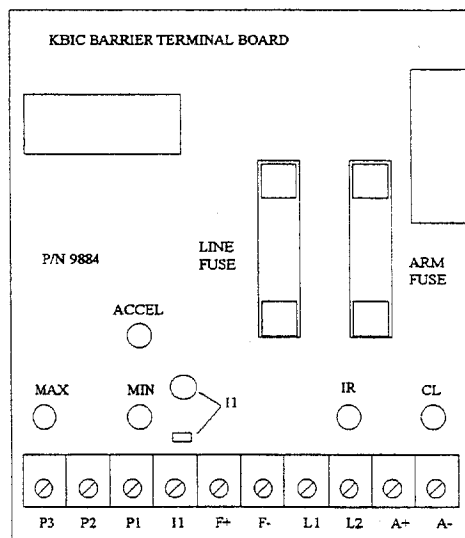 KBIC BARRIER TERMINAL BOARD
LINE
FUSE
P/N 9884
ARM
FUSE
ACCEL
MAX
MIN
I1
IR
CL
P3 P2 P1 I1 F+ F- L1 L2 A+ A-